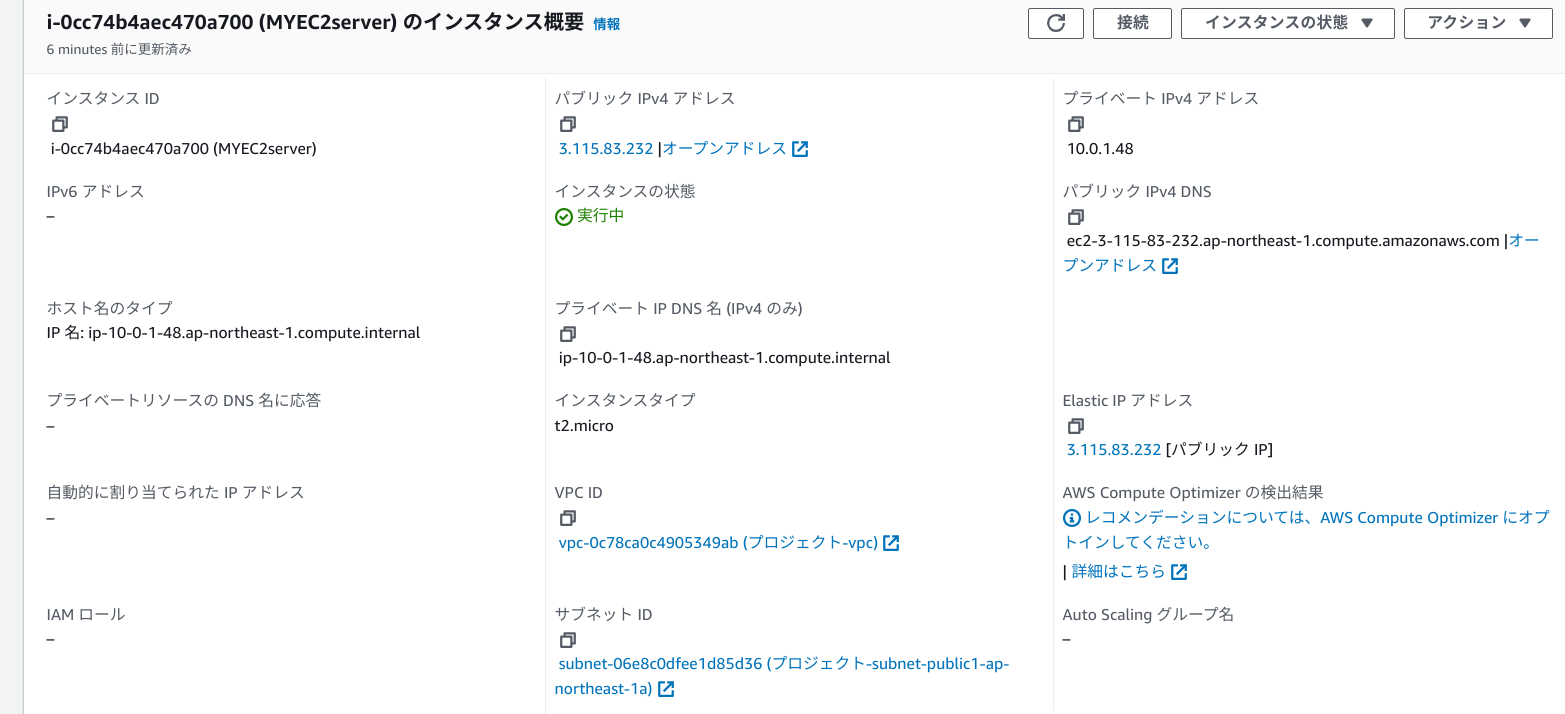 i-0cc74b4aec470a700 (MYEC2server) のインスタンス概要 情報
6 minutes 前に更新済み
接続
インスタンスの状態
アクション
インスタンス ID
i-0cc74b4aec470a700 (MYEC2server)
パブリック IPv4 アドレス
3.115.83.232 |オープンアドレス
プライベート IPv4 アドレス
10.0.1.48
IPv6 アドレス
–
インスタンスの状態
実行中
パブリック IPv4 DNS
ec2-3-115-83-232.ap-northeast-1.compute.amazonaws.com |オー
プンアドレス
ホスト名のタイプ
IP 名: ip-10-0-1-48.ap-northeast-1.compute.internal
プライベート IP DNS 名 (IPv4 のみ)
ip-10-0-1-48.ap-northeast-1.compute.internal
プライベートリソースの DNS 名に応答
–
インスタンスタイプ
t2.micro
Elastic IP アドレス
3.115.83.232 [パブリック IP]
自動的に割り当てられた IP アドレス
–
VPC ID
vpc-0c78ca0c4905349ab (プロジェクト-vpc)
AWS Compute Optimizer の検出結果
レコメンデーションについては、AWS Compute Optimizer にオプ
トインしてください。
| 詳細はこちら
IAM ロール
–
サブネット ID
subnet-06e8c0dfee1d85d36 (プロジェクト-subnet-public1-ap-
northeast-1a)
Auto Scaling グループ名
–